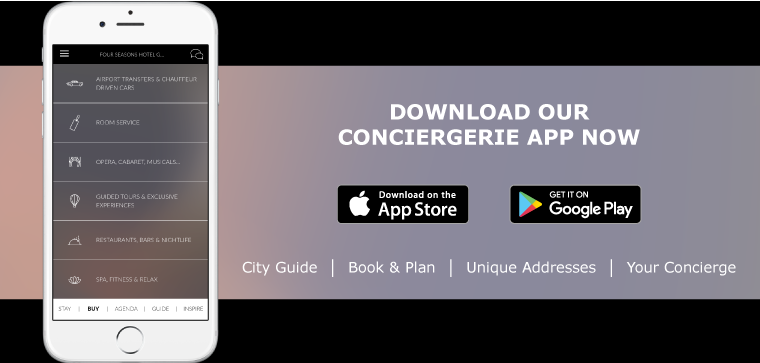 FOUR SEASONS HOTEL G...
AIRPORT TRANSFERS & CHAUFFEUR
DRIVEN CARS
ROOM SERVICE
OPERA, CABARET, MUSICALS...
GUIDED TOURS & EXCLUSIVE
EXPERIENCES
RESTAURANTS, BARS & NIGHTLIFE
SPA, FITNESS & RELAX
STAY | BUY | AGENDA | GUIDE | INSPIRE
DOWNLOAD OUR
CONCIERGERIE APP NOW
Download on the
App Store
GET IT ON
Google Play
City Guide | Book & Plan | Unique Addresses | Your Concierge